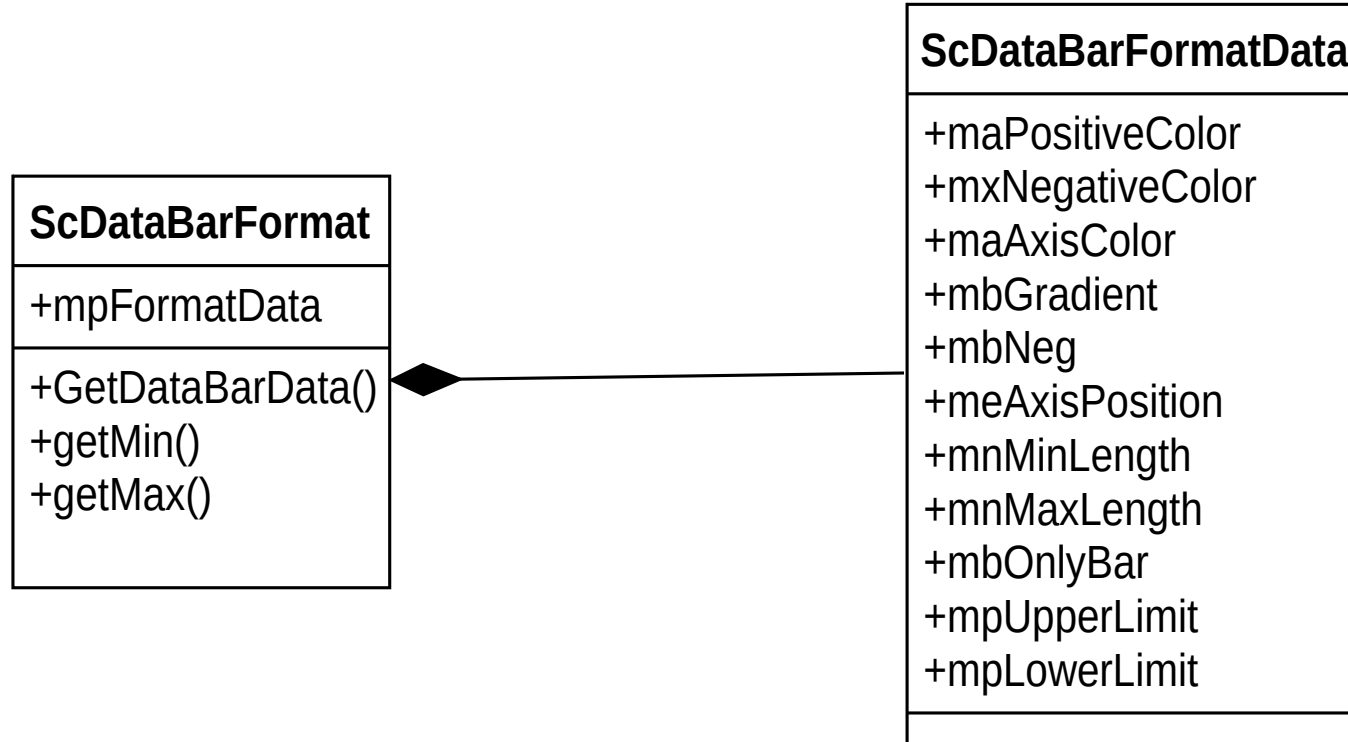 ScDataBarFormat
+mpFormatData
+GetDataBarData()
+getMin()
+getMax()
ScDataBarFormatData
+maPositiveColor
+mxNegativeColor
+maAxisColor
+mbGradient
+mbNeg
+meAxisPosition
+mnMinLength
+mnMaxLength
+mbOnlyBar
+mpUpperLimit
+mpLowerLimit